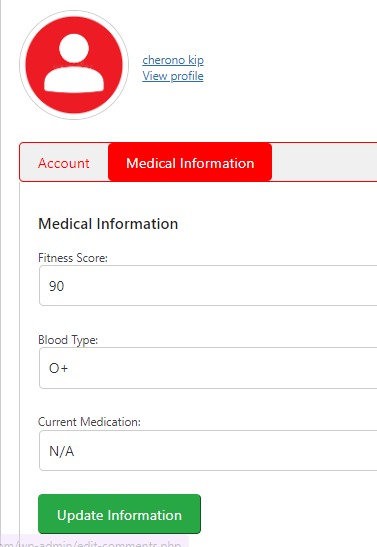 cherono kip
View profile
Account
Medical Information
Medical Information
Fitness Score:
90
Blood Type:
O+
Current Medication:
N/A
Update Information
/wp-admin/edit-comments.php